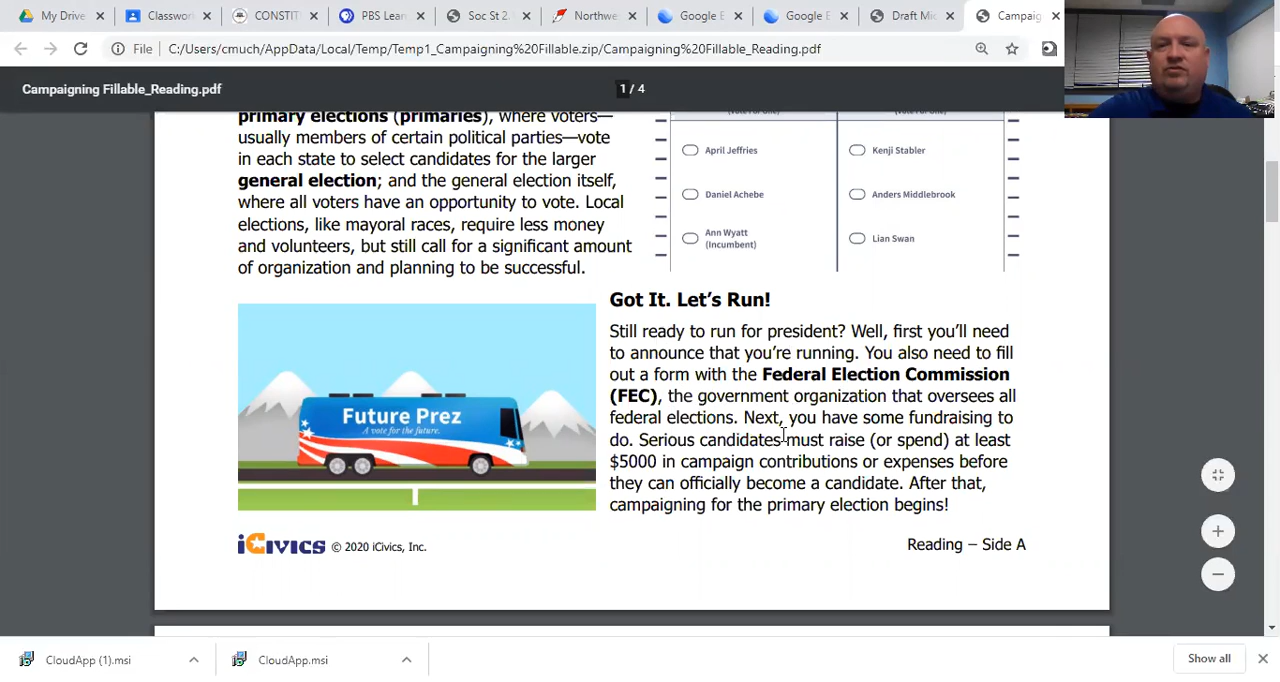 My Drive
Classwork
CONSTIT
PBS Lear
Soc St 2.
Northwe
Google E
Google E
Draft Mi
Campaig
File
C:/Users/cmuch/AppData/Local/Temp/Temp1_Campaigning%20Fillable.zip/Campaigning%20Fillable_Reading.pdf
Campaigning Fillable_Reading.pdf
1 / 4
primary elections (primaries), where voters—
usually members of certain political parties—vote
in each state to select candidates for the larger
general election; and the general election itself,
where all voters have an opportunity to vote. Local
elections, like mayoral races, require less money
and volunteers, but still call for a significant amount
of organization and planning to be successful.
April Jeffries
Daniel Achebe
Ann Wyatt
(Incumbent)
Kenji Stabler
Anders Middlebrook
Lian Swan
Future Prez
A vote for the future.
Got It. Let's Run!
Still ready to run for president? Well, first you'll need
to announce that you're running. You also need to fill
out a form with the Federal Election Commission
(FEC), the government organization that oversees all
federal elections. Next, you have some fundraising to
do. Serious candidates must raise (or spend) at least
$5000 in campaign contributions or expenses before
they can officially become a candidate. After that,
campaigning for the primary election begins!
iCivics © 2020 iCivics, Inc.
Reading – Side A
CloudApp (1).msi
CloudApp.msi
Show all